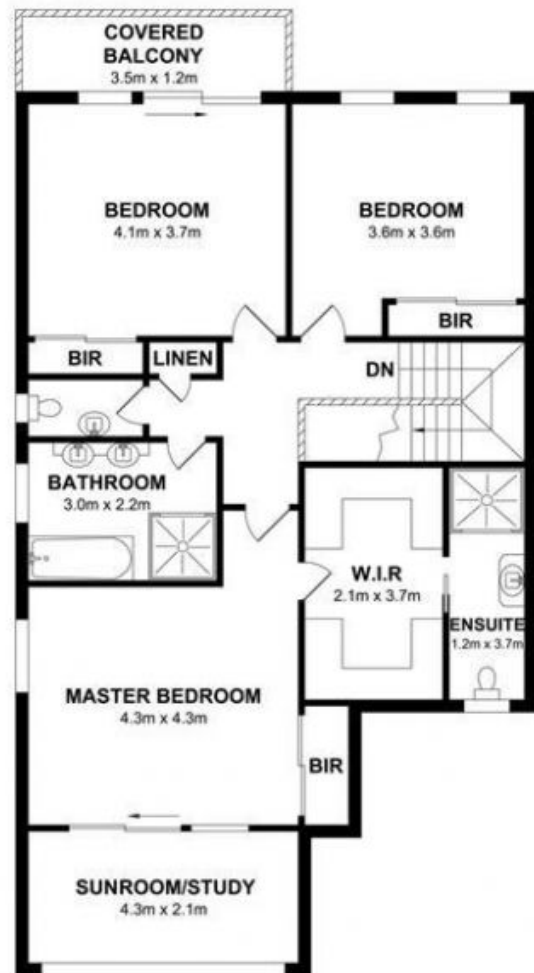 COVERED
BALCONY
3.5m x 1.2m
BEDROOM
4.1m x 3.7m
BEDROOM
3.6m x 3.6m
BIR
BIR
LINEN
DN
BATHROOM
3.0m x 2.2m
W.I.R
2.1m x 3.7m
ENSUITE
1.2m x 3.7m
MASTER BEDROOM
4.3m x 4.3m
BIR
SUNROOM/STUDY
4.3m x 2.1m